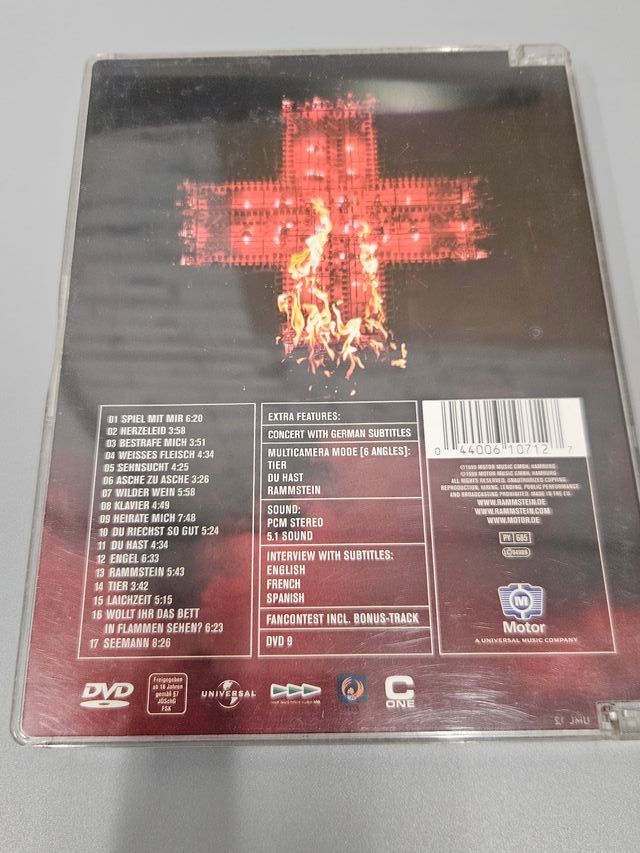 01 SPIEL MIT MIR 6:20
02 HERZELEID 3:58
03 BESTRAFE MICH 3:51
04 WEISSES FLEISCH 4:34
05 SEHNSUCHT 4:25
06 ASCHE ZU ASCHE 3:26
07 WILDER WEIN 5:58
08 KLAVIER 4:49
09 HEIRATE MICH 7:48
10 DU RIECHST SO GUT 5:24
11 DU HAST 4:34
12 ENGEL 6:33
13 RAMMSTEIN 5:43
14 TIER 3:42
15 LAICHZEIT 5:15
16 WOLLT IHR DAS BETT
IN FLAMMEN SEHEN? 6:23
17 SEEMANN 8:26
EXTRA FEATURES:
CONCERT WITH GERMAN SUBTITLES
MULTICAMERA MODE [6 ANGLES]:
TIER
DU HAST
RAMMSTEIN
SOUND:
PCM STEREO
5.1 SOUND
INTERVIEW WITH SUBTITLES:
ENGLISH
FRENCH
SPANISH
FANCONTEST INCL. BONUS-TRACK
DVD 9
0 44006 10712 7
℗1999 MOTOR MUSIC GMBH, HAMBURG
©1999 MOTOR MUSIC GMBH, HAMBURG
ALL RIGHTS RESERVED. UNAUTHORIZED COPYING,
REPRODUCTION, HIRING, LENDING, PUBLIC PERFORMANCE
AND BROADCASTING PROHIBITED. MADE IN THE E.U.
WWW.RAMMSTEIN.DE
WWW.RAMMSTEIN.COM
WWW.MOTOR.DE
PY 685
LC 04909
M
Motor
A UNIVERSAL MUSIC COMPANY
DVD
Freigegeben
ab 16 Jahren
gemäß §7
JÖSchG
FSK
UNIVERSAL
C
ONE